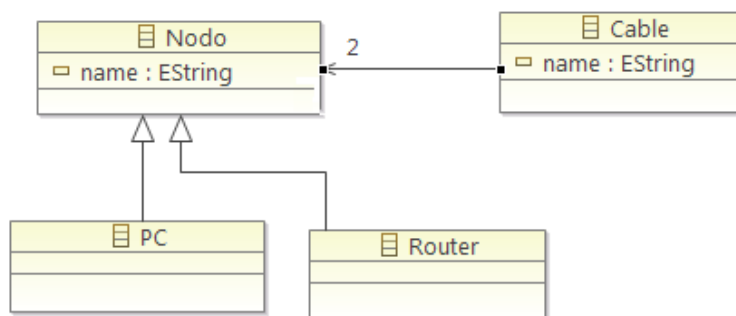 Nodo
name : EString
2
Cable
name : EString
PC
Router